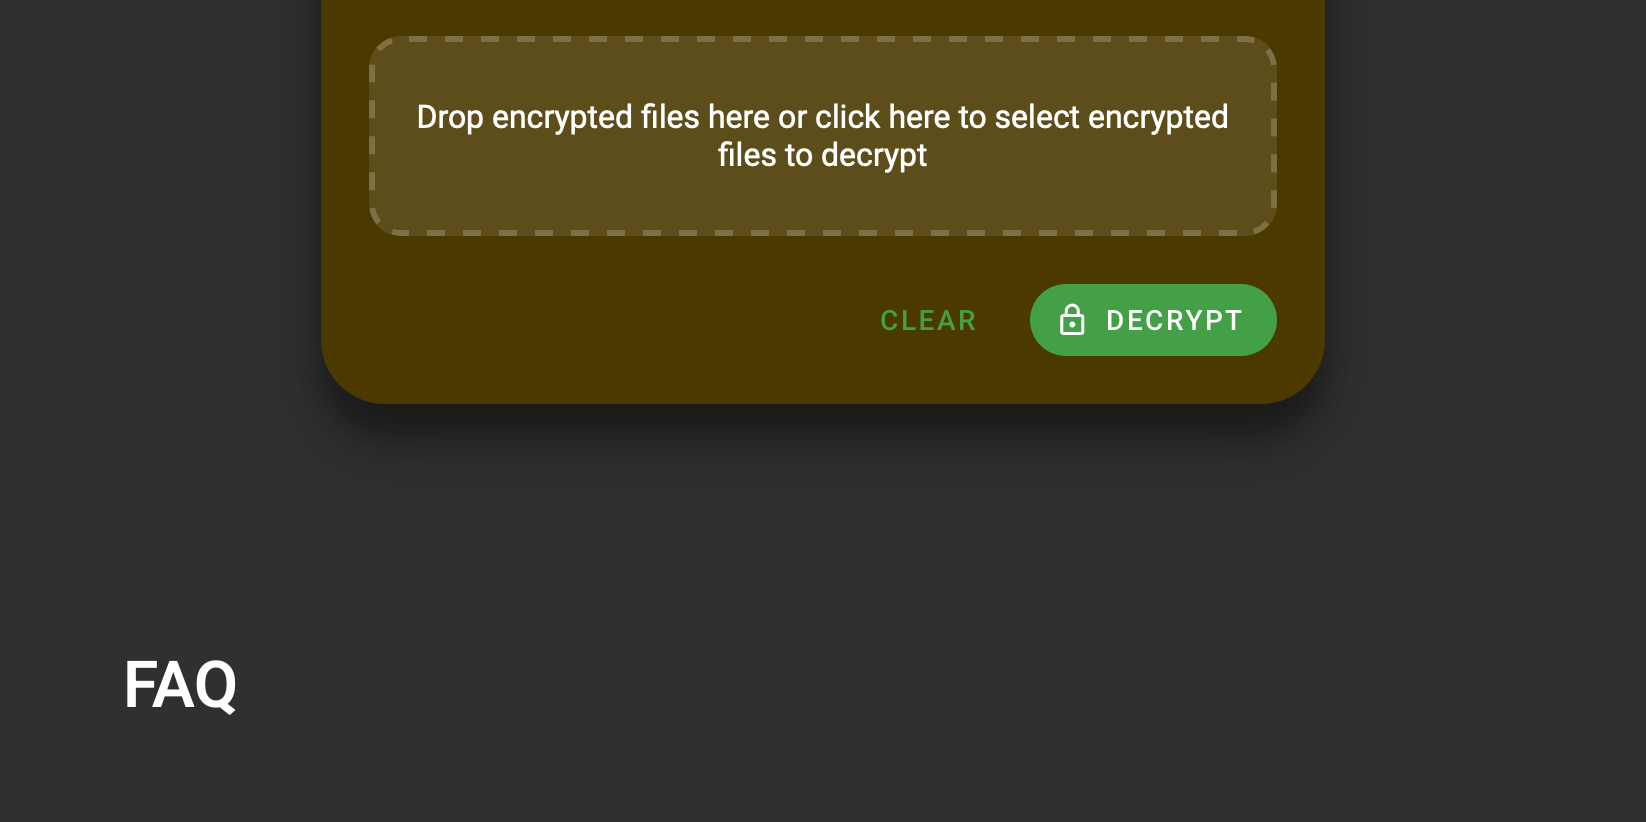 Drop encrypted files here or click here to select encrypted
files to decrypt
CLEAR
DECRYPT
FAQ